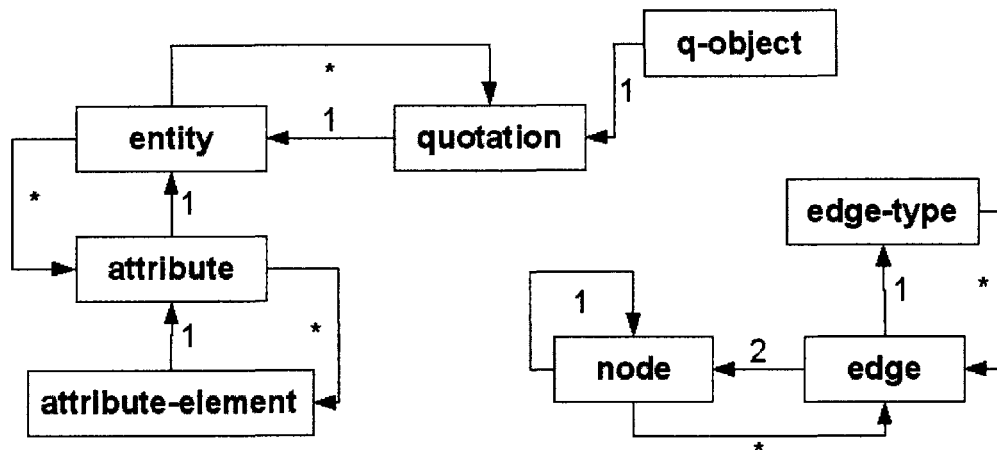 q-object
*
1
1
entity
quotation
*
1
edge-type
attribute
1
*
1
*
1
2
node
edge
attribute-element
*